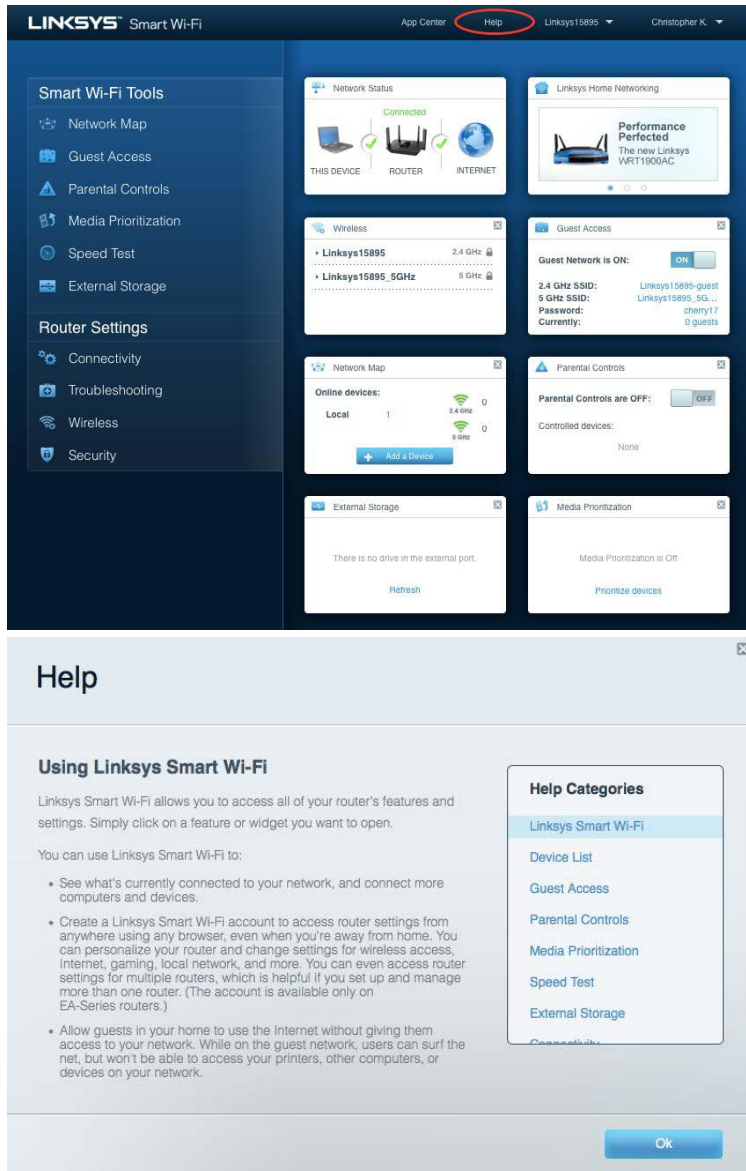 LINKSYS™ Smart Wi-Fi
App Center Help Linksys15895 Christopher K.
Smart Wi-Fi Tools
Network Map
Guest Access
Parental Controls
Media Prioritization
Speed Test
External Storage
Router Settings
Connectivity
Troubleshooting
Wireless
Security
Network Status
Connected
THIS DEVICE ROUTER INTERNET
Linksys Home Networking
Performance
Perfected
The new Linksys
WRT1900AC
Wireless
Linksys15895 2.4 GHz
Linksys15895_5GHz 5 GHz
Guest Access
Guest Network is ON: ON
2.4 GHz SSID: Linksys15895-guest
5 GHz SSID: Linksys15895_5G...
Password: cherry17
Currently: 0 guests
Network Map
Online devices:
Local 1
0
2.4 GHz
0
5 GHz
Add a Device
Parental Controls
Parental Controls are OFF: OFF
Controlled devices:
None
External Storage
There is no drive in the external port.
Refresh
Media Prioritization
Media Prioritization is Off
Prioritize devices
Help
Using Linksys Smart Wi-Fi
Linksys Smart Wi-Fi allows you to access all of your router's features and
settings. Simply click on a feature or widget you want to open.
You can use Linksys Smart Wi-Fi to:
• See what's currently connected to your network, and connect more
computers and devices.
• Create a Linksys Smart Wi-Fi account to access router settings from
anywhere using any browser, even when you're away from home. You
can personalize your router and change settings for wireless access,
Internet, gaming, local network, and more. You can even access router
settings for multiple routers, which is helpful if you set up and manage
more than one router. (The account is available only on
EA-Series routers.)
• Allow guests in your home to use the Internet without giving them
access to your network. While on the guest network, users can surf the
net, but won't be able to access your printers, other computers, or
devices on your network.
Help Categories
Linksys Smart Wi-Fi
Device List
Guest Access
Parental Controls
Media Prioritization
Speed Test
External Storage
Connectivity
Ok